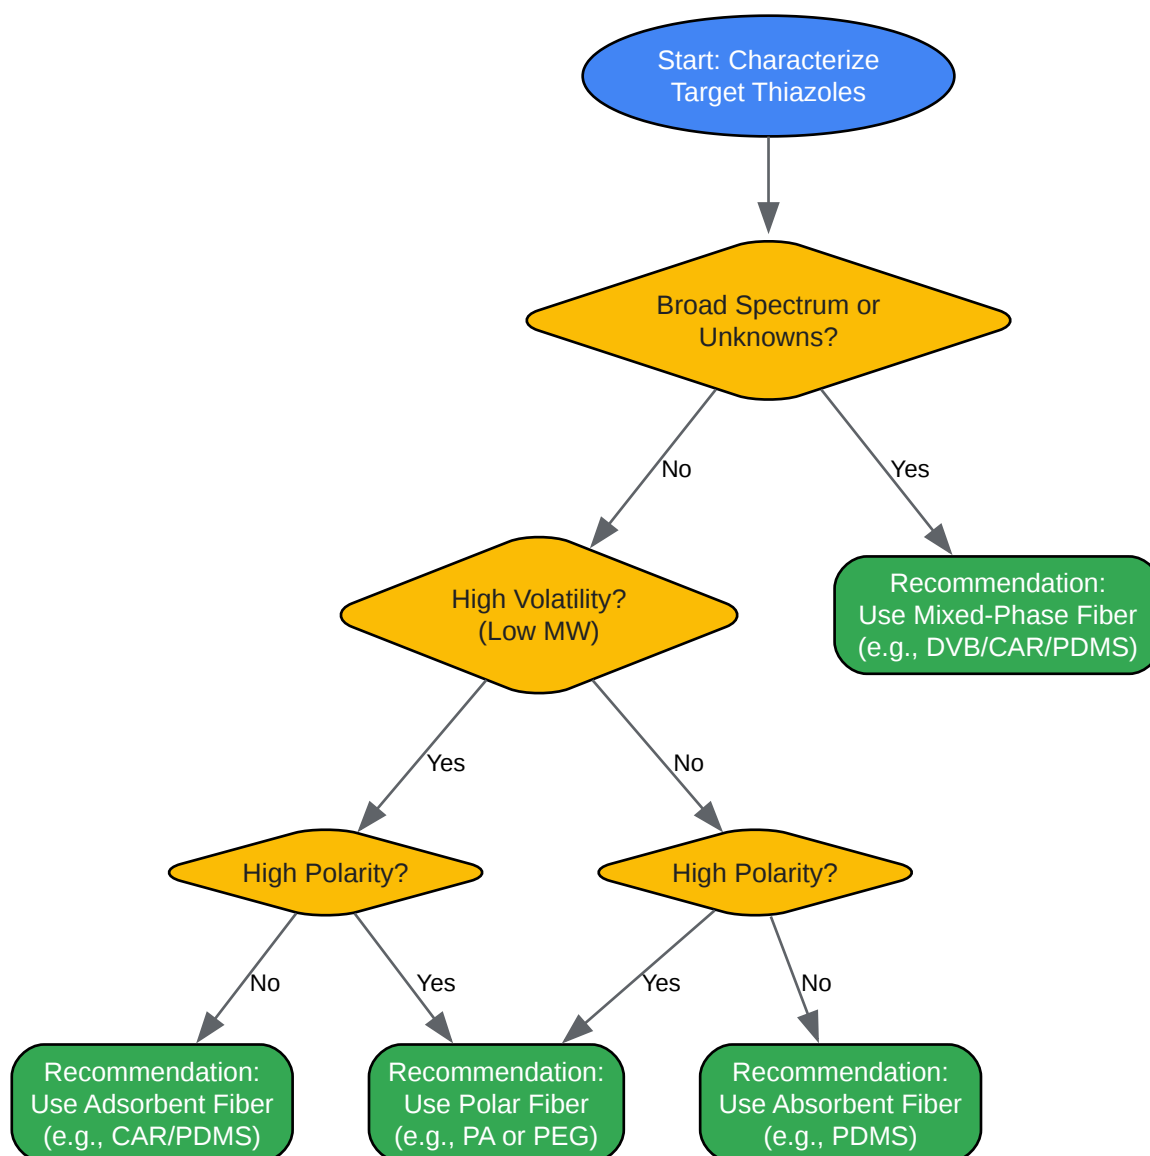 Start: Characterize
Target Thiazoles
Broad Spectrum or
Unknowns?
No
Yes
High Volatility?
(Low MW)
Recommendation:
Use Mixed-Phase Fiber
(e.g., DVB/CAR/PDMS)
Yes
No
High Polarity?
High Polarity?
No
Yes
Yes
No
Recommendation:
Use Adsorbent Fiber
(e.g., CAR/PDMS)
Recommendation:
Use Polar Fiber
(e.g., PA or PEG)
Recommendation:
Use Absorbent Fiber
(e.g., PDMS)